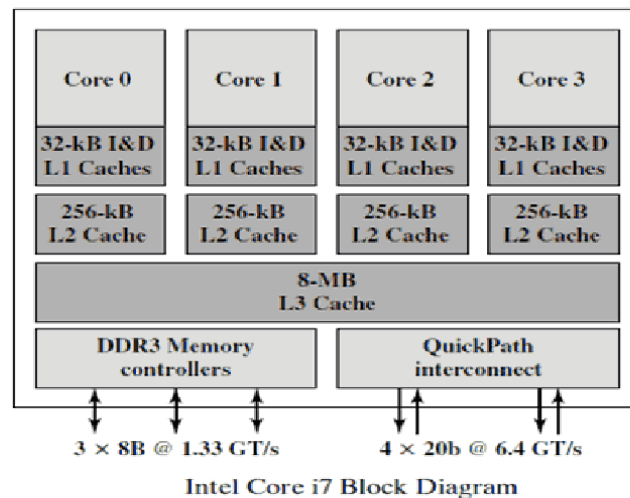 Core 0
Core 1
Core 2
Core 3
32-kB I&D
L1 Caches
32-kB I&D
L1 Caches
32-kB I&D
L1 Caches
32-kB I&D
L1 Caches
256-kB
L2 Cache
256-kB
L2 Cache
256-kB
L2 Cache
256-kB
L2 Cache
8-MB
L3 Cache
DDR3 Memory
controllers
QuickPath
interconnect
3 × 8B @ 1.33 GT/s
4 × 20b @ 6.4 GT/s
Intel Core i7 Block Diagram